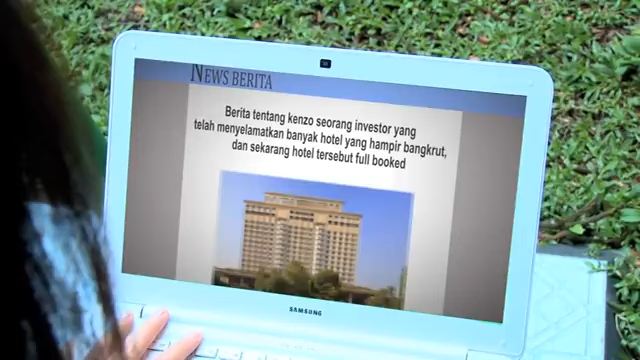 NEWS BERITA
Berita tentang kenzo seorang investor yang
telah menyelamatkan banyak hotel yang hampir bangkrut,
dan sekarang hotel tersebut full booked
SAMSUNG